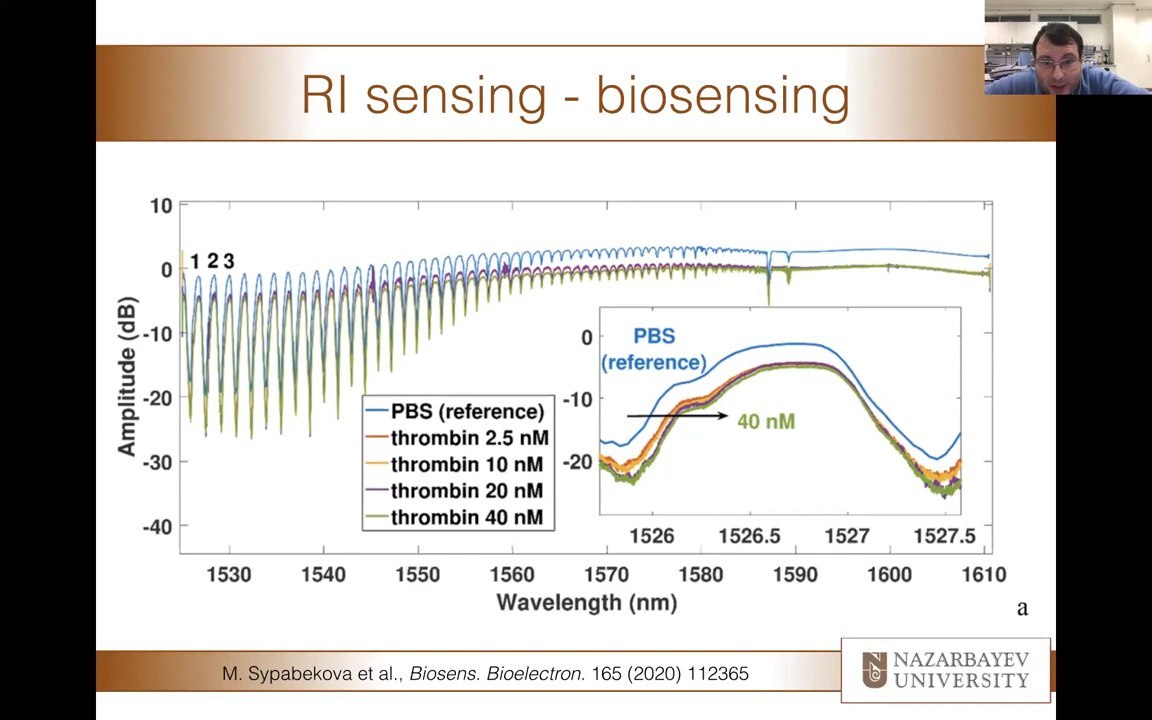 RI sensing - biosensing
10
0
-10
-20
-30
-40
Amplitude (dB)
1 2 3
PBS (reference)
thrombin 2.5 nM
thrombin 10 nM
thrombin 20 nM
thrombin 40 nM
0
-10
-20
PBS
(reference)
40 nM
1526 1526.5 1527 1527.5
1530 1540 1550 1560 1570 1580 1590 1600 1610
Wavelength (nm)
a
M. Sypabekova et al., Biosens. Bioelectron. 165 (2020) 112365
NAZARBAYEV
UNIVERSITY